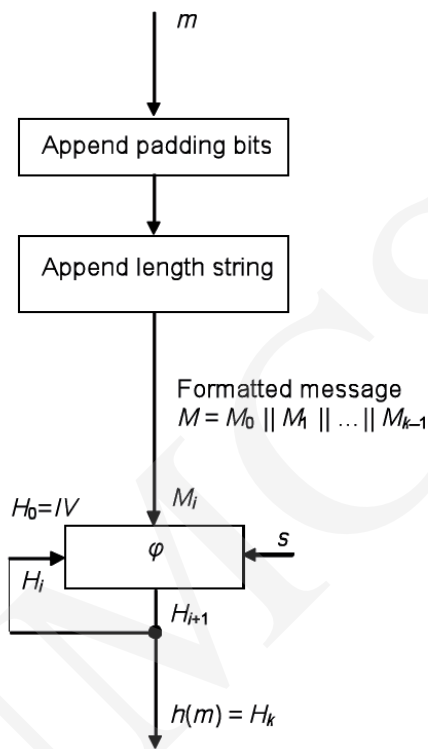 m
Append padding bits
Append length string
Formatted message
M = M₀ || M₁ || ... || Mₖ₋₁
Mᵢ
H₀=IV
φ
s
Hᵢ
Hᵢ₊₁
h(m) = Hₖ